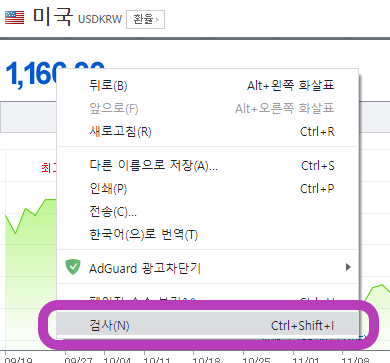 미국 USDKRW 환율
1,16
뒤로(B) Alt+왼쪽 화살표
앞으로(F) Alt+오른쪽 화살표
새로고침(R) Ctrl+R
최고
다른 이름으로 저장(A)... Ctrl+S
인쇄(P) Ctrl+P
전송(C)...
한국어(으)로 번역(T)
AdGuard 광고차단기
검사(N) Ctrl+Shift+I
09/19 09/27 10/04 10/11 10/18 10/25 11/01 11/08